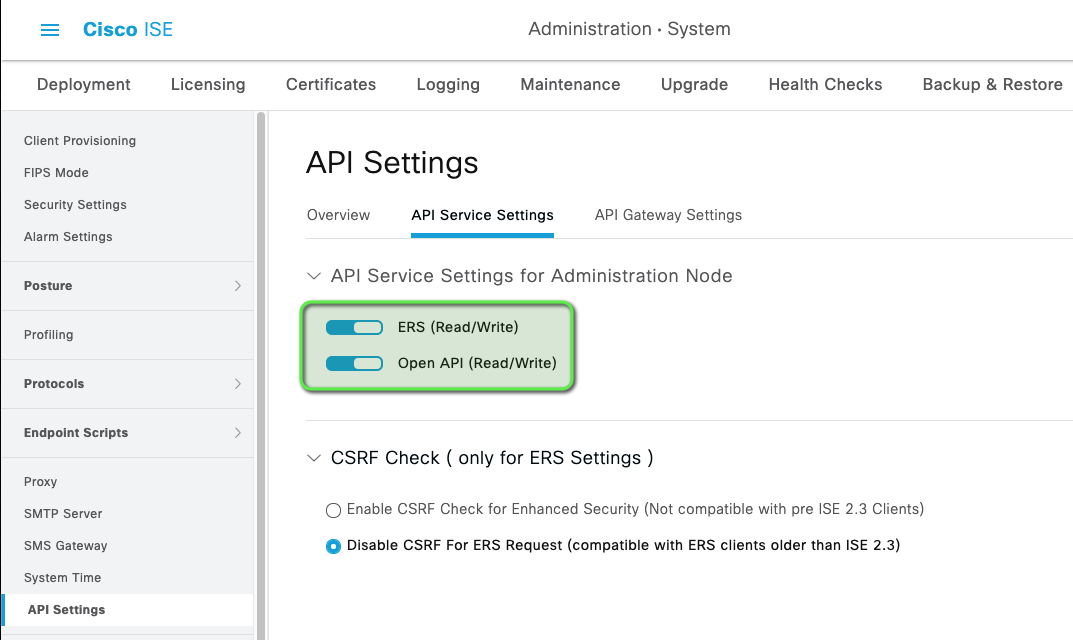 Cisco ISE
Administration · System
Deployment Licensing Certificates Logging Maintenance Upgrade Health Checks Backup & Restore
Client Provisioning
FIPS Mode
Security Settings
Alarm Settings
Posture
Profiling
Protocols
Endpoint Scripts
Proxy
SMTP Server
SMS Gateway
System Time
API Settings
API Settings
Overview API Service Settings API Gateway Settings
API Service Settings for Administration Node
ERS (Read/Write)
Open API (Read/Write)
CSRF Check ( only for ERS Settings )
Enable CSRF Check for Enhanced Security (Not compatible with pre ISE 2.3 Clients)
Disable CSRF For ERS Request (compatible with ERS clients older than ISE 2.3)